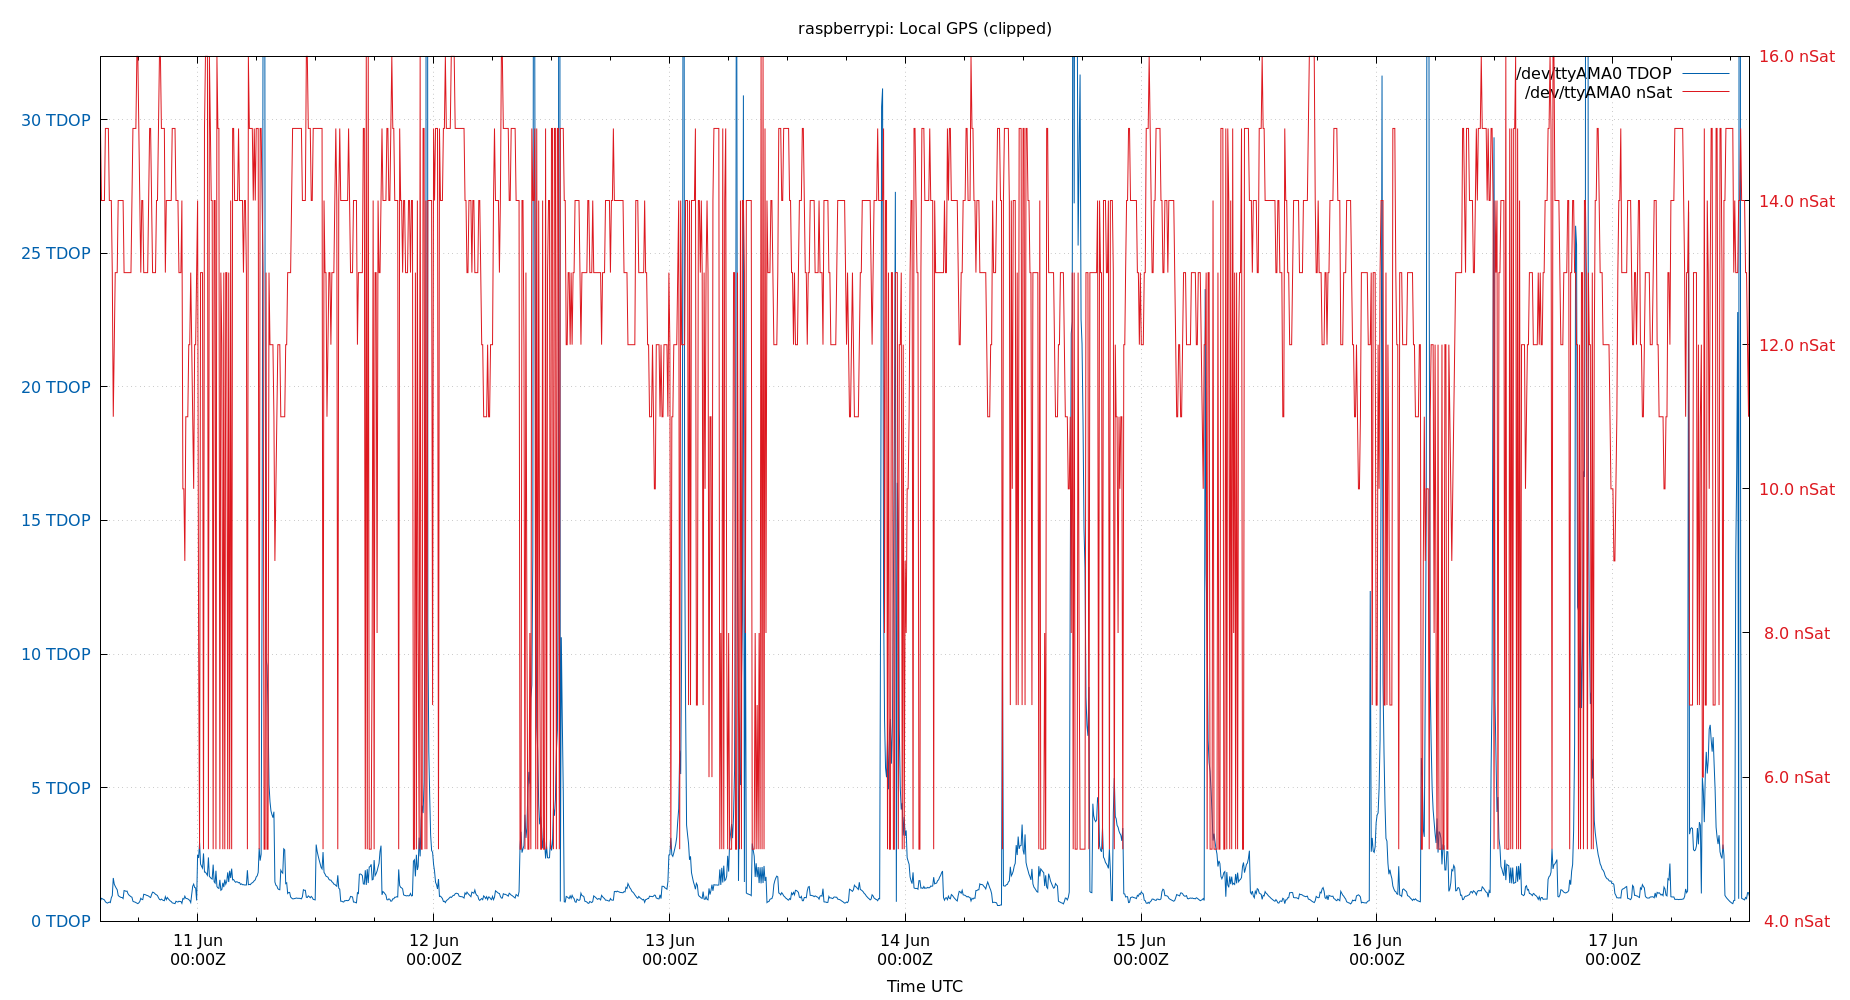 raspberrypi: Local GPS (clipped)
/dev/ttyAMA0 TDOP
/dev/ttyAMA0 nSat
30 TDOP
25 TDOP
20 TDOP
15 TDOP
10 TDOP
5 TDOP
0 TDOP
16.0 nSat
14.0 nSat
12.0 nSat
10.0 nSat
8.0 nSat
6.0 nSat
4.0 nSat
11 Jun
00:00Z
12 Jun
00:00Z
13 Jun
00:00Z
14 Jun
00:00Z
15 Jun
00:00Z
16 Jun
00:00Z
17 Jun
00:00Z
Time UTC